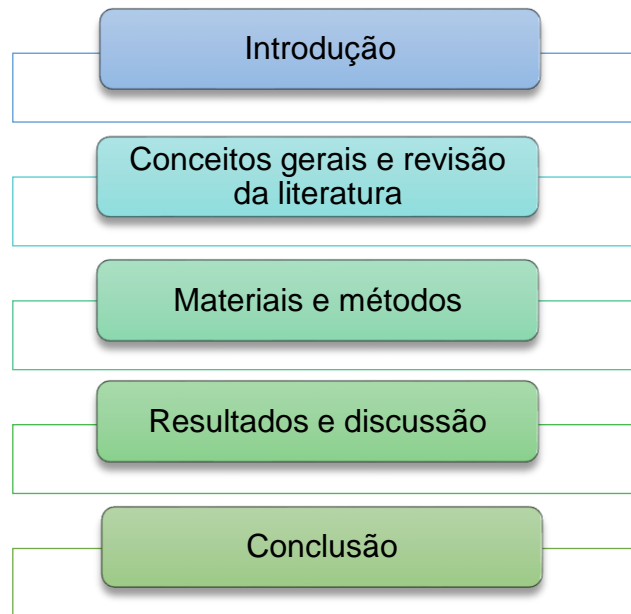 Introdução
Conceitos gerais e revisão
da literatura
Materiais e métodos
Resultados e discussão
Conclusão